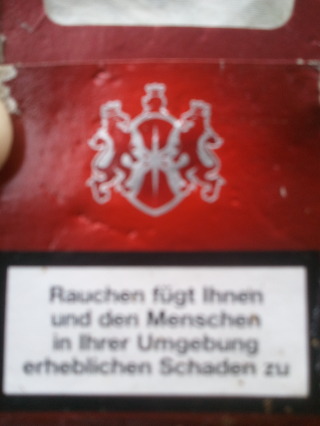 Rauchen fügt Ihnen
und den Menschen
in Ihrer Umgebung
erheblichen Schaden zu